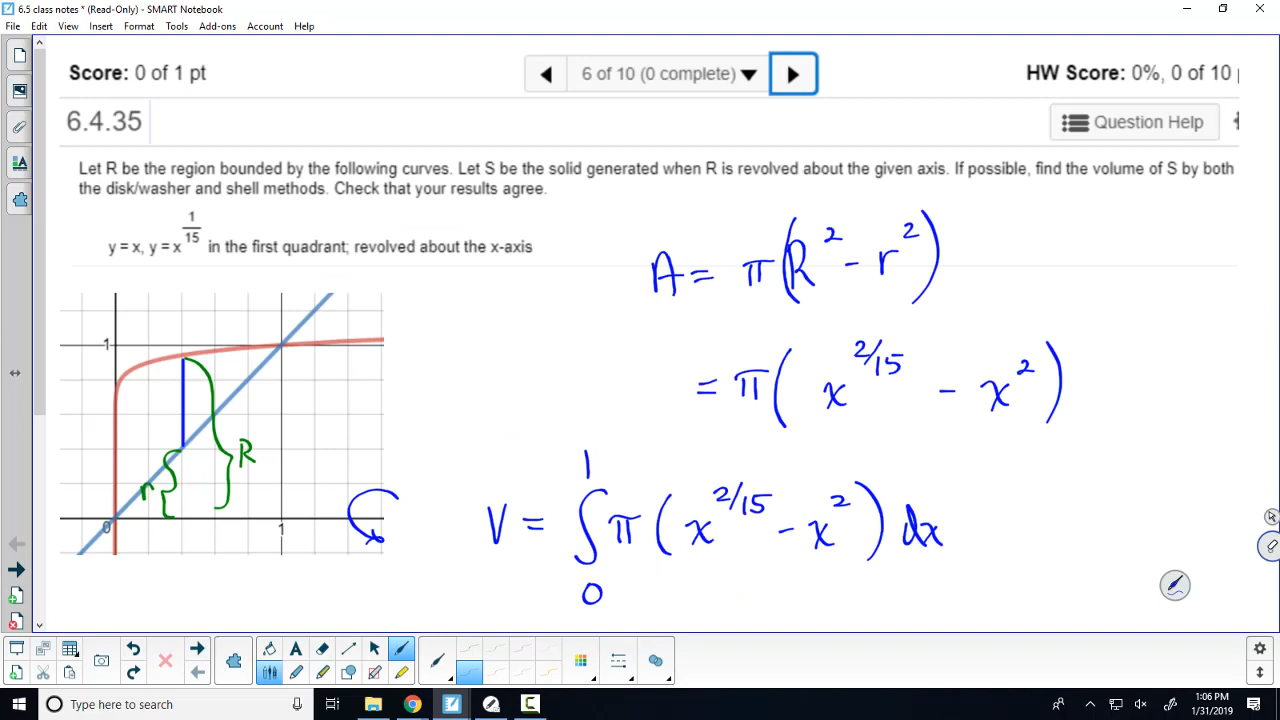 6.5 class notes * (Read-Only) - SMART Notebook
File Edit View Insert Format Tools Add-ons Account Help
Score: 0 of 1 pt
6 of 10 (0 complete)
HW Score: 0%, 0 of 10
6.4.35
Question Help
Let R be the region bounded by the following curves. Let S be the solid generated when R is revolved about the given axis. If possible, find the volume of S by both
the disk/washer and shell methods. Check that your results agree.
y = x, y = x^(1/15) in the first quadrant; revolved about the x-axis
A = π(R² - r²)
= π( x^(2/15) - x² )
V = ∫₀¹ π ( x^(2/15) - x² ) dx
1
R
r
0
1
Type here to search
1:06 PM
1/31/2019